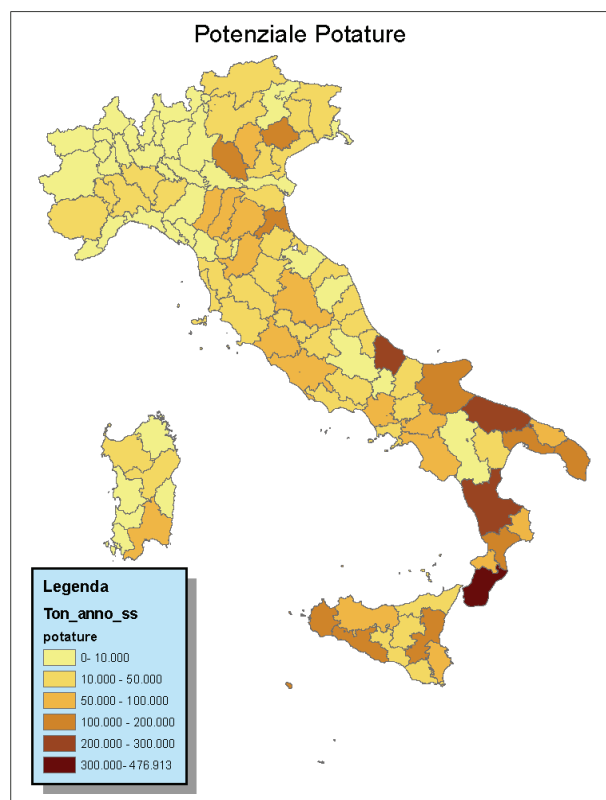 Potenziale Potature
Legenda
Ton_anno_ss
potature
0- 10.000
10.000 - 50.000
50.000 - 100.000
100.000 - 200.000
200.000 - 300.000
300.000- 476.913